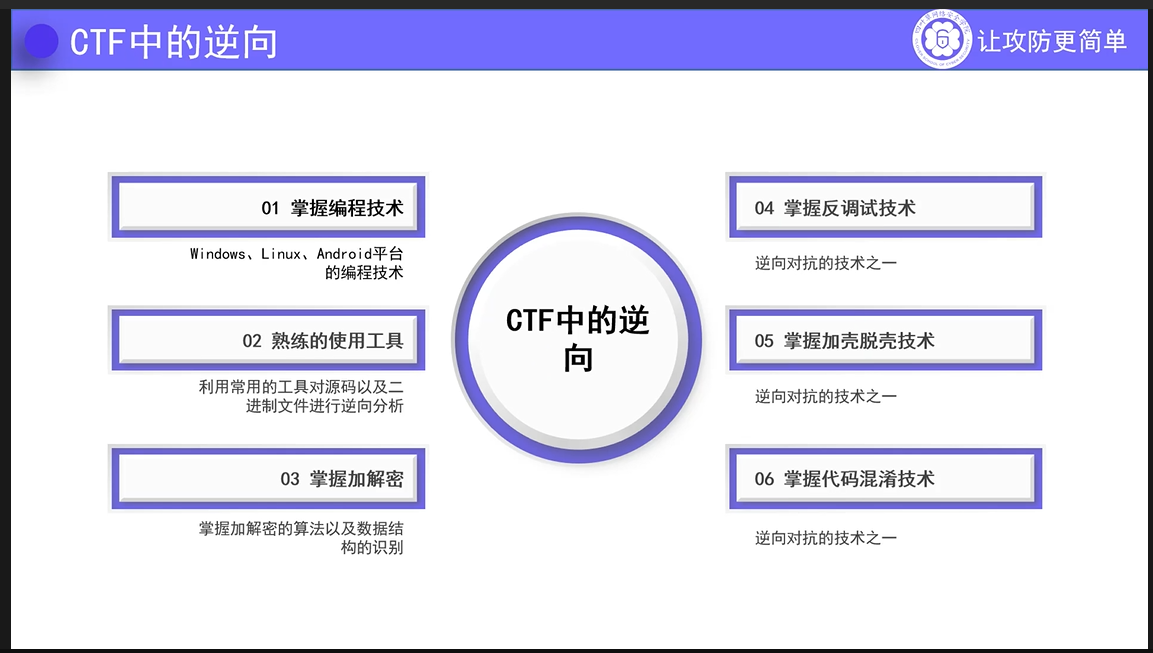 CTF中的逆向
让攻防更简单
01 掌握编程技术
Windows、Linux、Android平台
的编程技术
02 熟练的使用工具
利用常用的工具对源码以及二
进制文件进行逆向分析
03 掌握加解密
掌握加解密的算法以及数据结
构的识别
CTF中的逆
向
04 掌握反调试技术
逆向对抗的技术之一
05 掌握加壳脱壳技术
逆向对抗的技术之一
06 掌握代码混淆技术
逆向对抗的技术之一